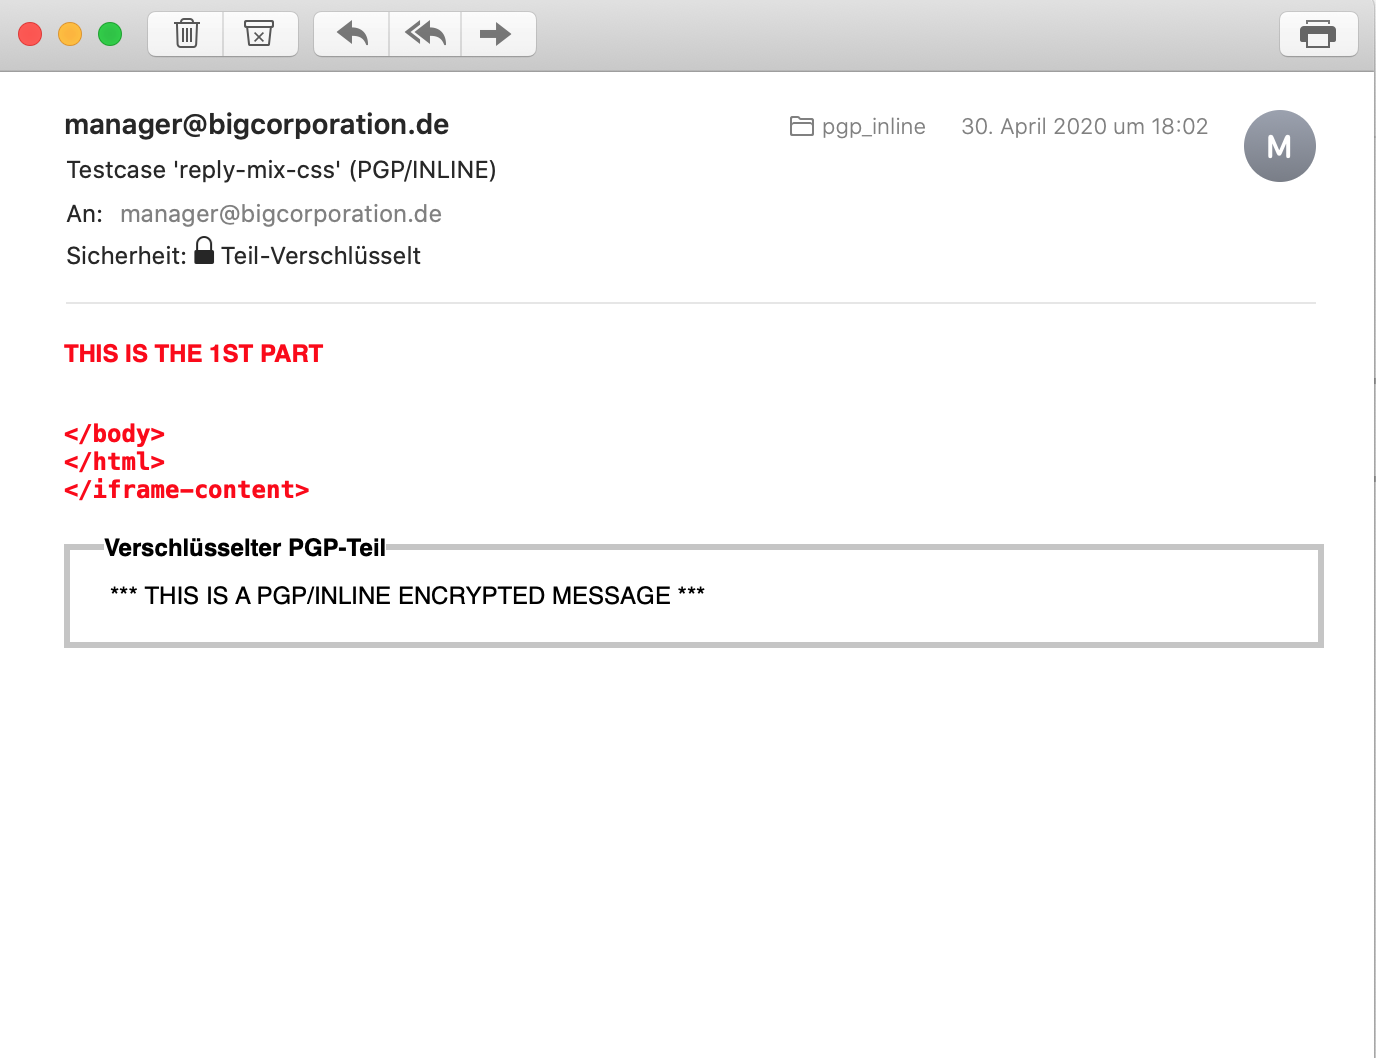 manager@bigcorporation.de
pgp_inline 30. April 2020 um 18:02
M
Testcase 'reply-mix-css' (PGP/INLINE)
An: manager@bigcorporation.de
Sicherheit: Teil-Verschlüsselt
THIS IS THE 1ST PART
</body>
</html>
</iframe-content>
Verschlüsselter PGP-Teil
*** THIS IS A PGP/INLINE ENCRYPTED MESSAGE ***